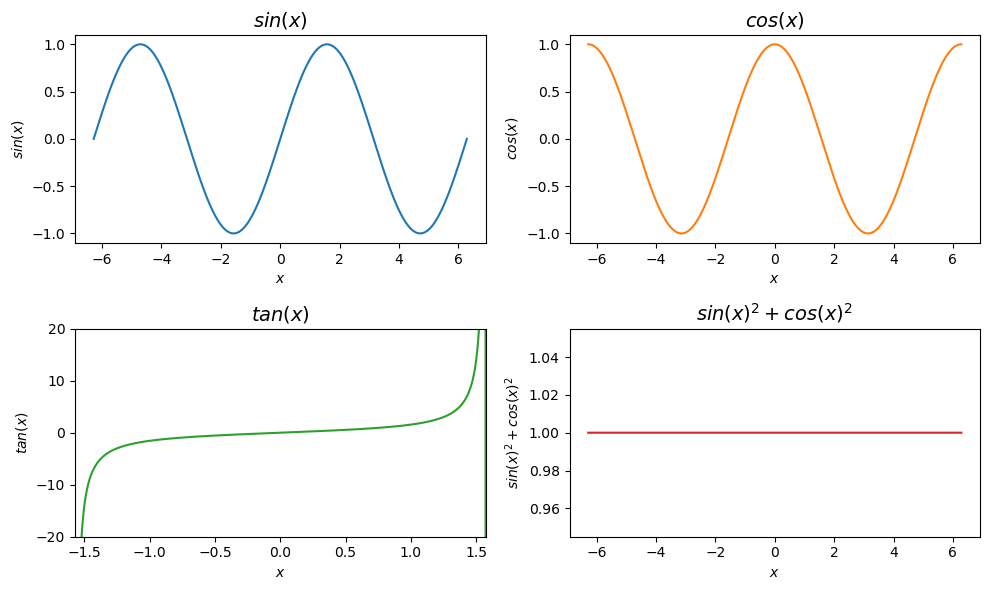 sin(x)
1.0
0.5
0.0
−0.5
−1.0
sin(x)
−6 −4 −2 0 2 4 6
x
cos(x)
1.0
0.5
0.0
−0.5
−1.0
cos(x)
−6 −4 −2 0 2 4 6
x
tan(x)
20
10
0
−10
−20
tan(x)
−1.5 −1.0 −0.5 0.0 0.5 1.0 1.5
x
sin(x)² + cos(x)²
1.04
1.02
1.00
0.98
0.96
sin(x)² + cos(x)²
−6 −4 −2 0 2 4 6
x